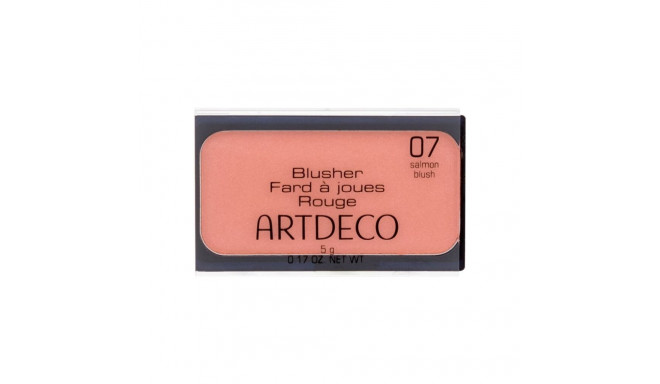 07
salmon
blush
Blusher
Fard à joues
Rouge
ARTDECO
5 g
0.17 OZ. NET WT